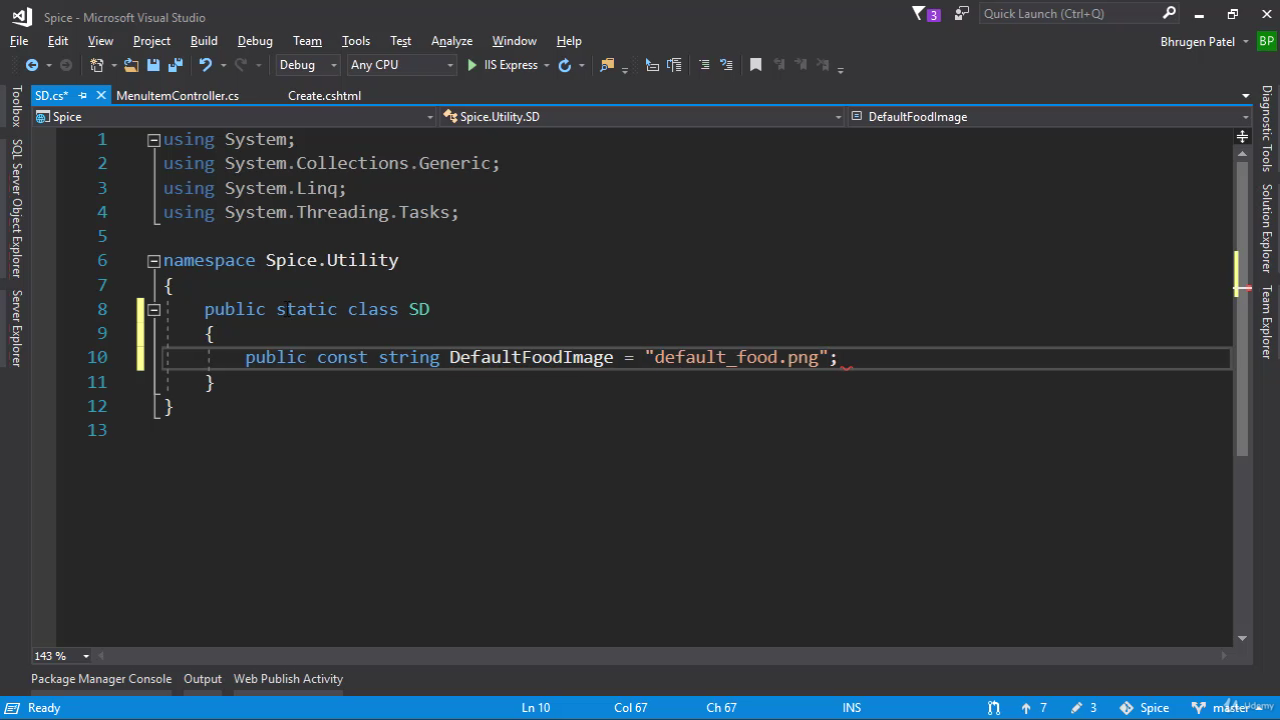 Spice - Microsoft Visual Studio
3
Quick Launch (Ctrl+Q)
File Edit View Project Build Debug Team Tools Test Analyze Window Help
Bhrugen Patel BP
Debug Any CPU IIS Express
SD.cs* MenuItemController.cs Create.cshtml
Spice Spice.Utility.SD DefaultFoodImage
Toolbox
SQL Server Object Explorer
Server Explorer
Diagnostic Tools
Solution Explorer
Team Explorer
1 using System;
2 using System.Collections.Generic;
3 using System.Linq;
4 using System.Threading.Tasks;
5
6 namespace Spice.Utility
7 {
8 public static class SD
9 {
10 public const string DefaultFoodImage = "default_food.png";
11 }
12 }
13
143 %
Package Manager Console Output Web Publish Activity
Ready Ln 10 Col 67 Ch 67 INS 7 3 Spice master
Udemy